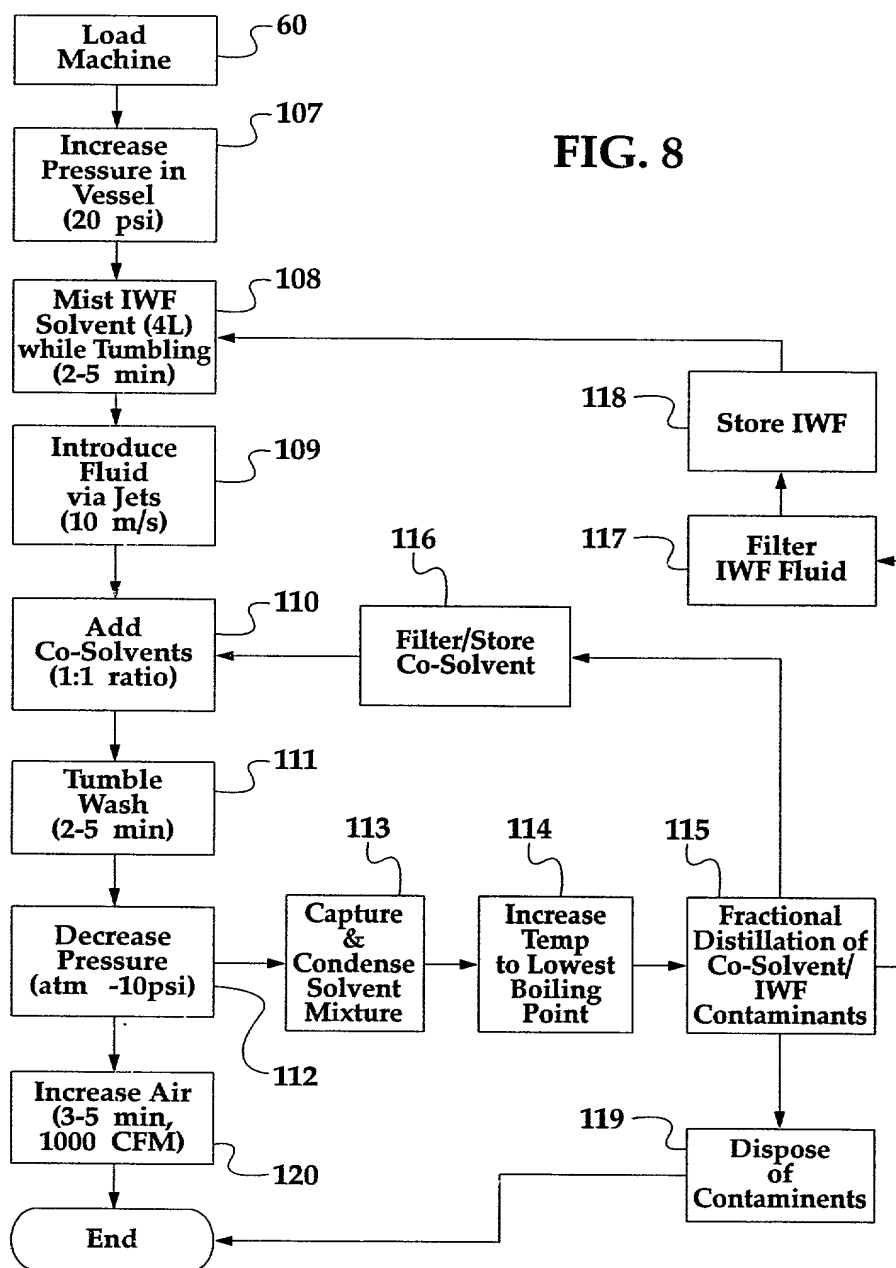 Load
Machine
60
107
Increase
Pressure in
Vessel
(20 psi)
FIG. 8
108
Mist IWF
Solvent (4L)
while Tumbling
(2-5 min)
118
Store IWF
109
Introduce
Fluid
via Jets
(10 m/s)
117
Filter
IWF Fluid
116
110
Add
Co-Solvents
(1:1 ratio)
Filter/Store
Co-Solvent
111
Tumble
Wash
(2-5 min)
113
114
115
Decrease
Pressure
(atm -10psi)
112
Capture
&
Condense
Solvent
Mixture
Increase
Temp
to Lowest
Boiling
Point
Fractional
Distillation of
Co-Solvent/
IWF
Contaminants
Increase Air
(3-5 min,
1000 CFM)
120
119
Dispose
of
Contaminents
End